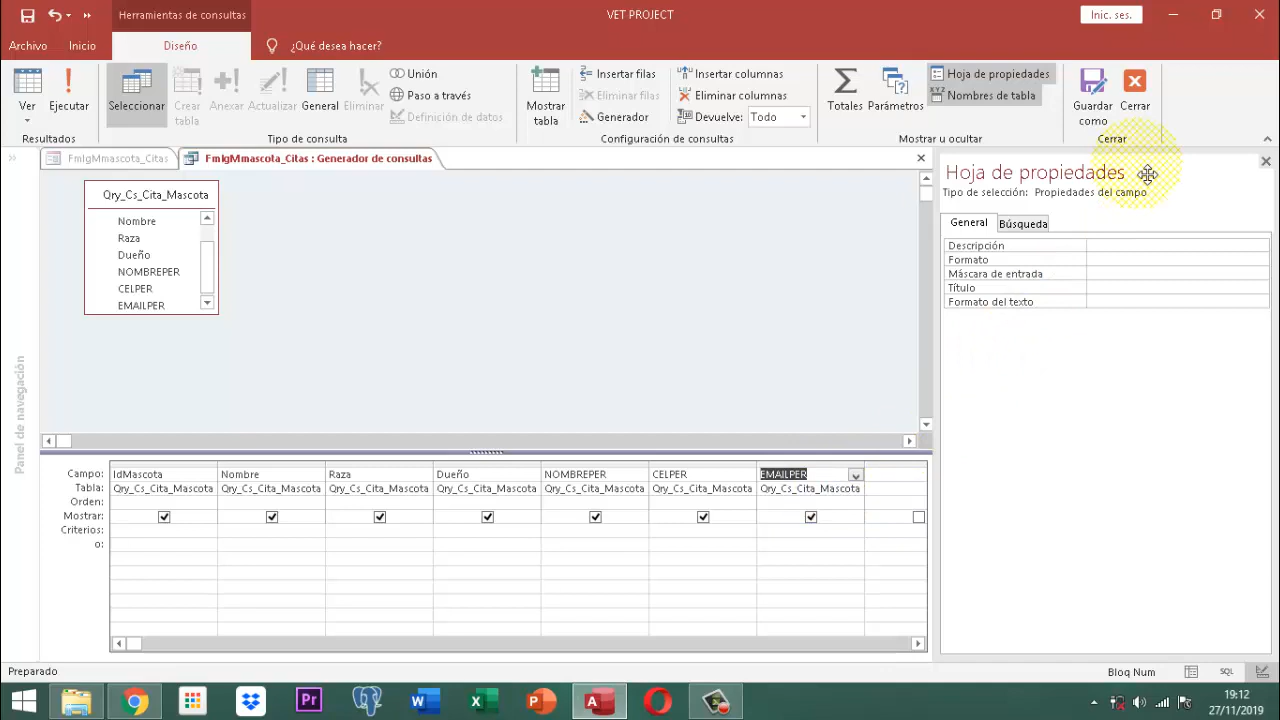 Herramientas de consultas
VET PROJECT
Inic. ses.
Archivo
Inicio
Diseño
¿Qué desea hacer?
Ver
Ejecutar
Resultados
Seleccionar
Crear tabla
Anexar
Actualizar
General
Eliminar
Unión
Paso a través
Definición de datos
Tipo de consulta
Mostrar tabla
Insertar filas
Eliminar filas
Generador
Insertar columnas
Eliminar columnas
Devuelve: Todo
Configuración de consultas
Totales
Parámetros
Hoja de propiedades
XYZ Nombres de tabla
Mostrar u ocultar
Guardar como
Cerrar
Cerrar
FmIgMmascota_Citas
FmIgMmascota_Citas : Generador de consultas
Panel de navegación
Qry_Cs_Cita_Mascota
Nombre
Raza
Dueño
NOMBREPER
CELPER
EMAILPER
Campo: IdMascota Nombre Raza Dueño NOMBREPER CELPER EMAILPER
Tabla: Qry_Cs_Cita_Mascota Qry_Cs_Cita_Mascota Qry_Cs_Cita_Mascota Qry_Cs_Cita_Mascota Qry_Cs_Cita_Mascota Qry_Cs_Cita_Mascota Qry_Cs_Cita_Mascota
Orden:
Mostrar:
Criterios:
o:
Hoja de propiedades
Tipo de selección: Propiedades del campo
General
Búsqueda
Descripción
Formato
Máscara de entrada
Título
Formato del texto
Preparado
Bloq Num
SQL
Pr
19:12
27/11/2019